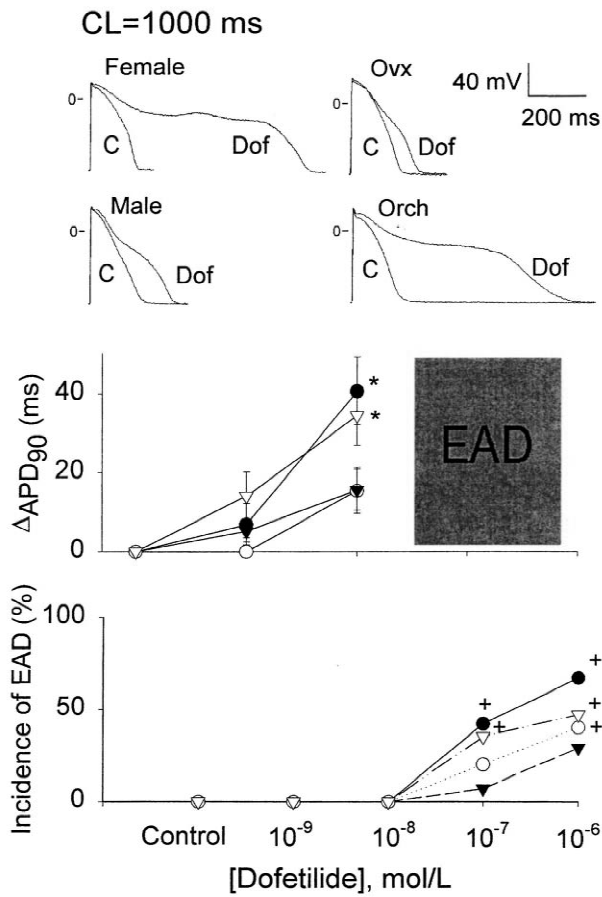 CL=1000 ms
Female
Ovx
40 mV
200 ms
0-
C
Dof
0-
C
Dof
Male
Orch
0-
C
Dof
0-
C
Dof
ΔAPD90 (ms)
40
20
0
*
*
EAD
Incidence of EAD (%)
100
50
0
+
+
+
+
+
Control
10-9
10-8
10-7
10-6
[Dofetilide], mol/L